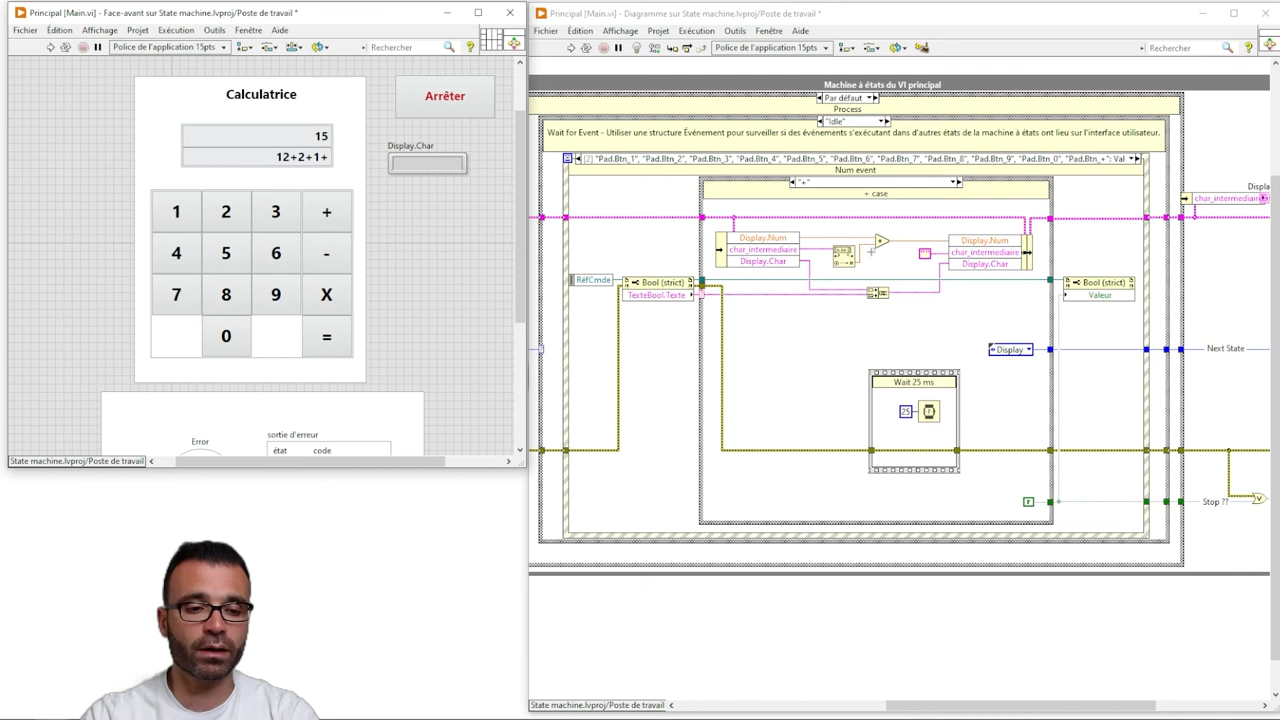 Principal [Main.vi] - Face-avant sur State machine.lvproj/Poste de travail *
Fichier Édition Affichage Projet Exécution Outils Fenêtre Aide
Police de l'application 15pts
Rechercher
Calculatrice
15
12+2+1+
Arrêter
Display.Char
1 2 3 +
4 5 6 -
7 8 9 X
0 =
Error
sortie d'erreur
état code
State machine.lvproj/Poste de travail
Principal [Main.vi] - Diagramme sur State machine.lvproj/Poste de travail *
Fichier Édition Affichage Projet Exécution Outils Fenêtre Aide
Police de l'application 15pts
Rechercher
Machine à états du VI principal
Par défaut
Process
"Idle"
Wait for Event - Utiliser une structure Événement pour surveiller si des événements s'exécutant dans d'autres états de la machine à états ont lieu sur l'interface utilisateur.
[2] "Pad.Btn_1", "Pad.Btn_2", "Pad.Btn_3", "Pad.Btn_4", "Pad.Btn_5", "Pad.Btn_6", "Pad.Btn_7", "Pad.Btn_8", "Pad.Btn_9", "Pad.Btn_0", "Pad.Btn_+": Val
Num event
"+"
+ case
Displa
char_intermediaire
Display.Num
char_intermediaire
Display.Char
Display.Num
char_intermediaire
Display.Char
RéfCmde
Bool (strict)
TexteBool.Texte
Bool (strict)
Valeur
Display
Next State
Wait 25 ms
25
F
Stop ??
State machine.lvproj/Poste de travail